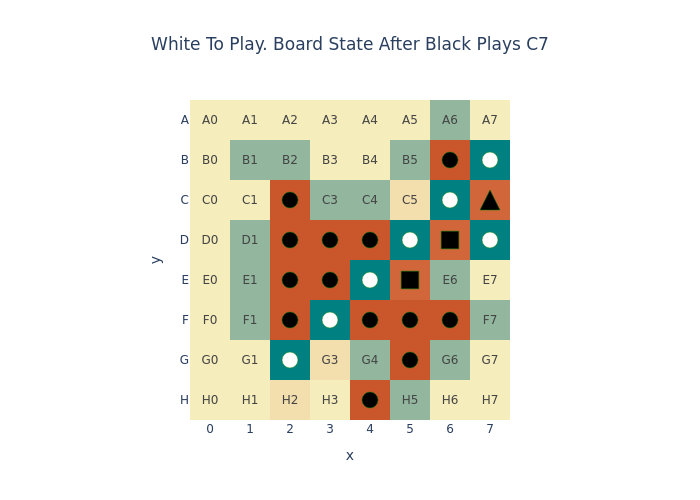 White To Play. Board State After Black Plays C7
A A0 A1 A2 A3 A4 A5 A6 A7
B B0 B1 B2 B3 B4 B5
C C0 C1 C3 C4 C5
D D0 D1
E E0 E1 E6 E7
F F0 F1 F7
G G0 G1 G3 G4 G6 G7
H H0 H1 H2 H3 H5 H6 H7
0 1 2 3 4 5 6 7
x
y